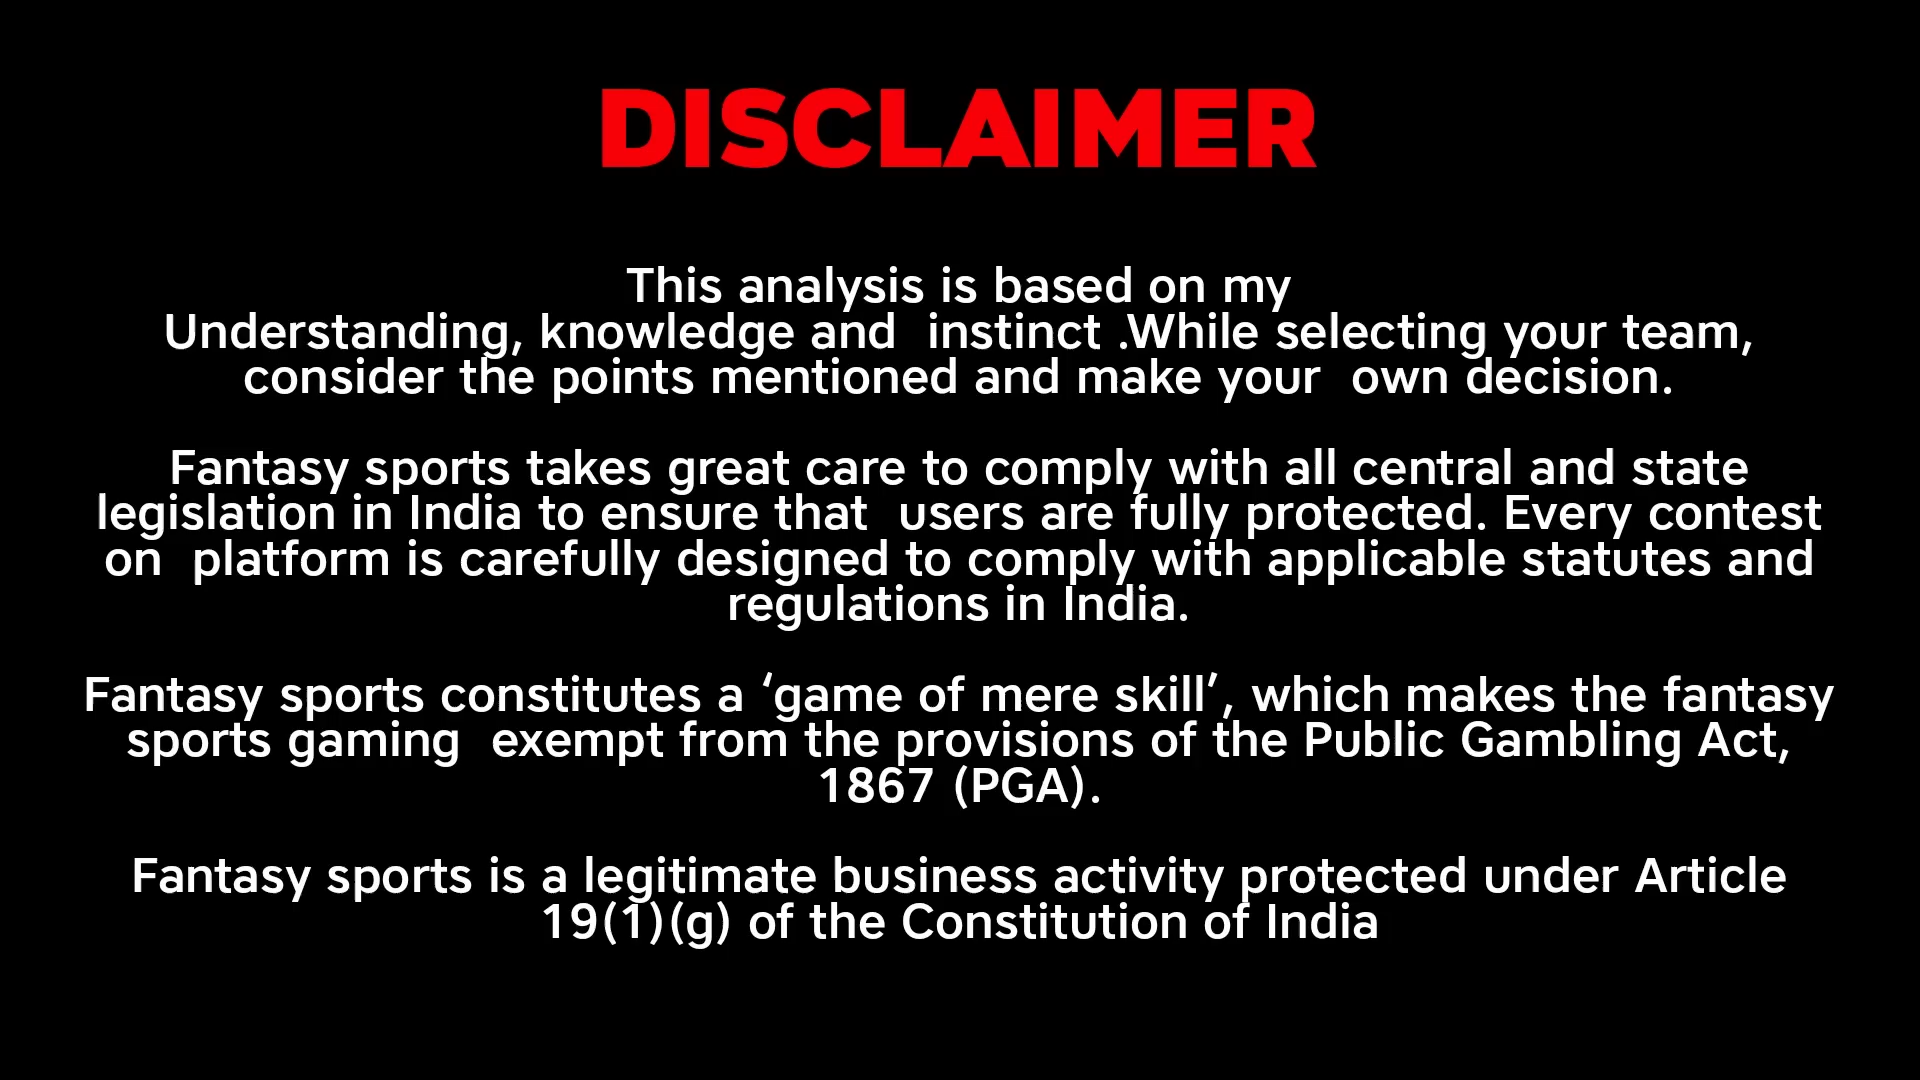 DISCLAIMER
This analysis is based on my
Understanding, knowledge and  instinct .While selecting your team,
consider the points mentioned and make your  own decision.
Fantasy sports takes great care to comply with all central and state
legislation in India to ensure that  users are fully protected. Every contest
on  platform is carefully designed to comply with applicable statutes and
regulations in India.
Fantasy sports constitutes a ‘game of mere skill’, which makes the fantasy
sports gaming  exempt from the provisions of the Public Gambling Act,
1867 (PGA).
Fantasy sports is a legitimate business activity protected under Article
19(1)(g) of the Constitution of India